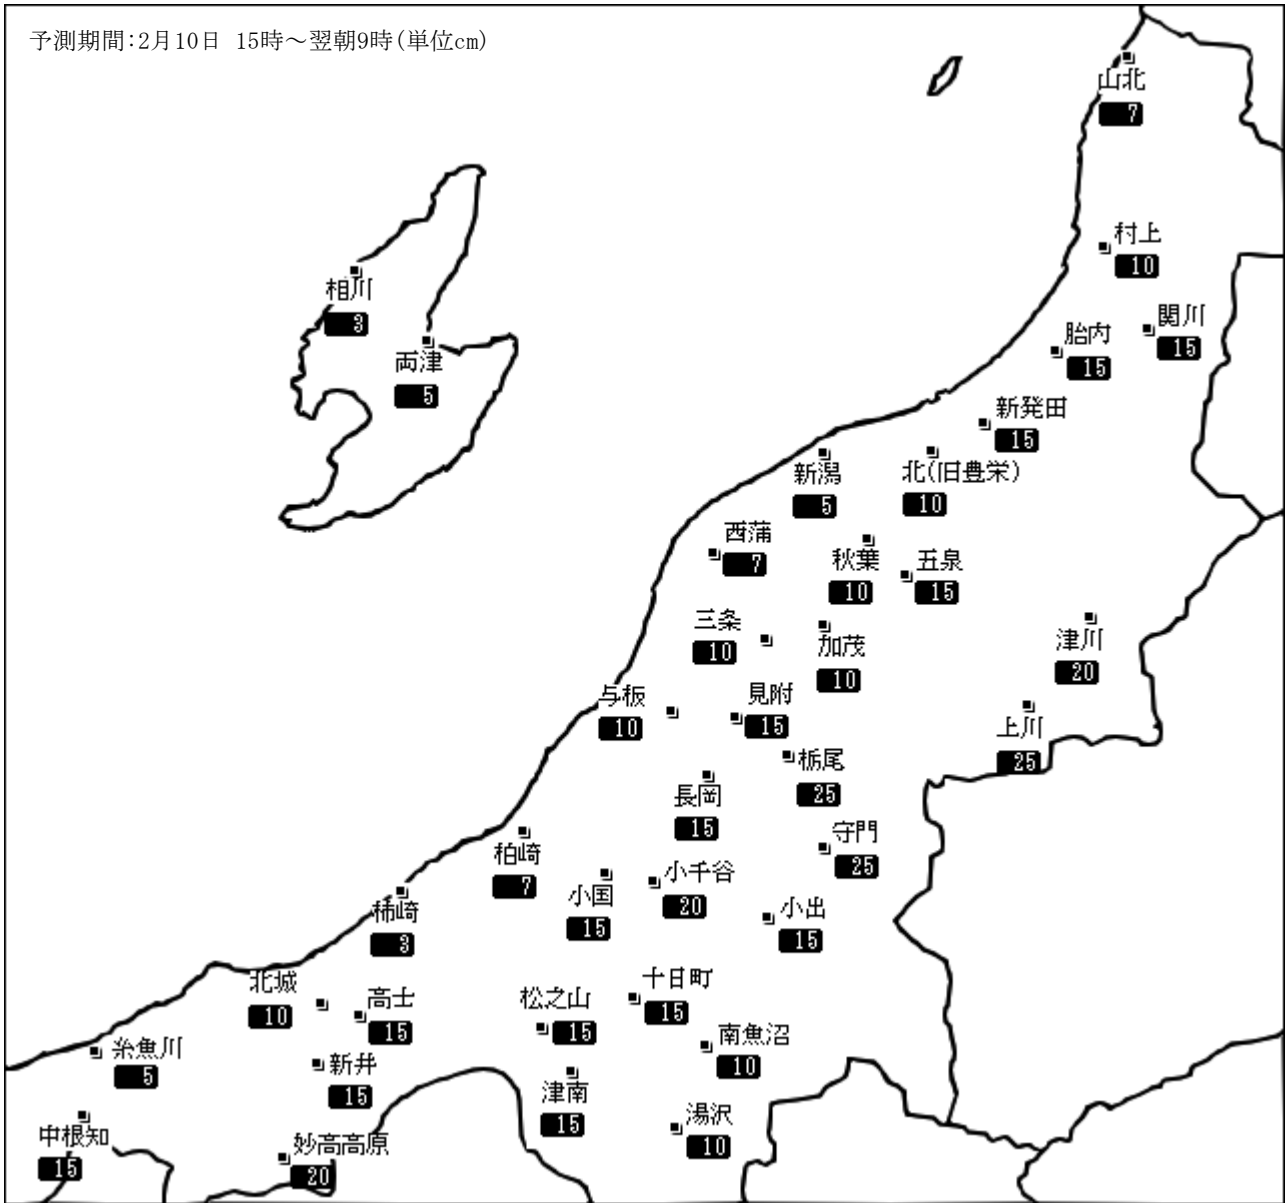 予測期間:2月10日 15時～翌朝9時(単位cm)
山北
7
村上
10
相川
3
関川
15
胎内
15
両津
5
新発田
15
新潟
5
北(旧豊栄)
10
西蒲
7
秋葉
10
五泉
15
三条
10
加茂
10
津川
20
与板
10
見附
15
上川
25
栃尾
25
長岡
15
守門
25
柏崎
7
小国
15
小千谷
20
小出
15
柿崎
3
北城
10
高士
15
松之山
15
十日町
15
南魚沼
10
糸魚川
5
新井
15
津南
15
湯沢
10
中根知
15
妙高高原
20